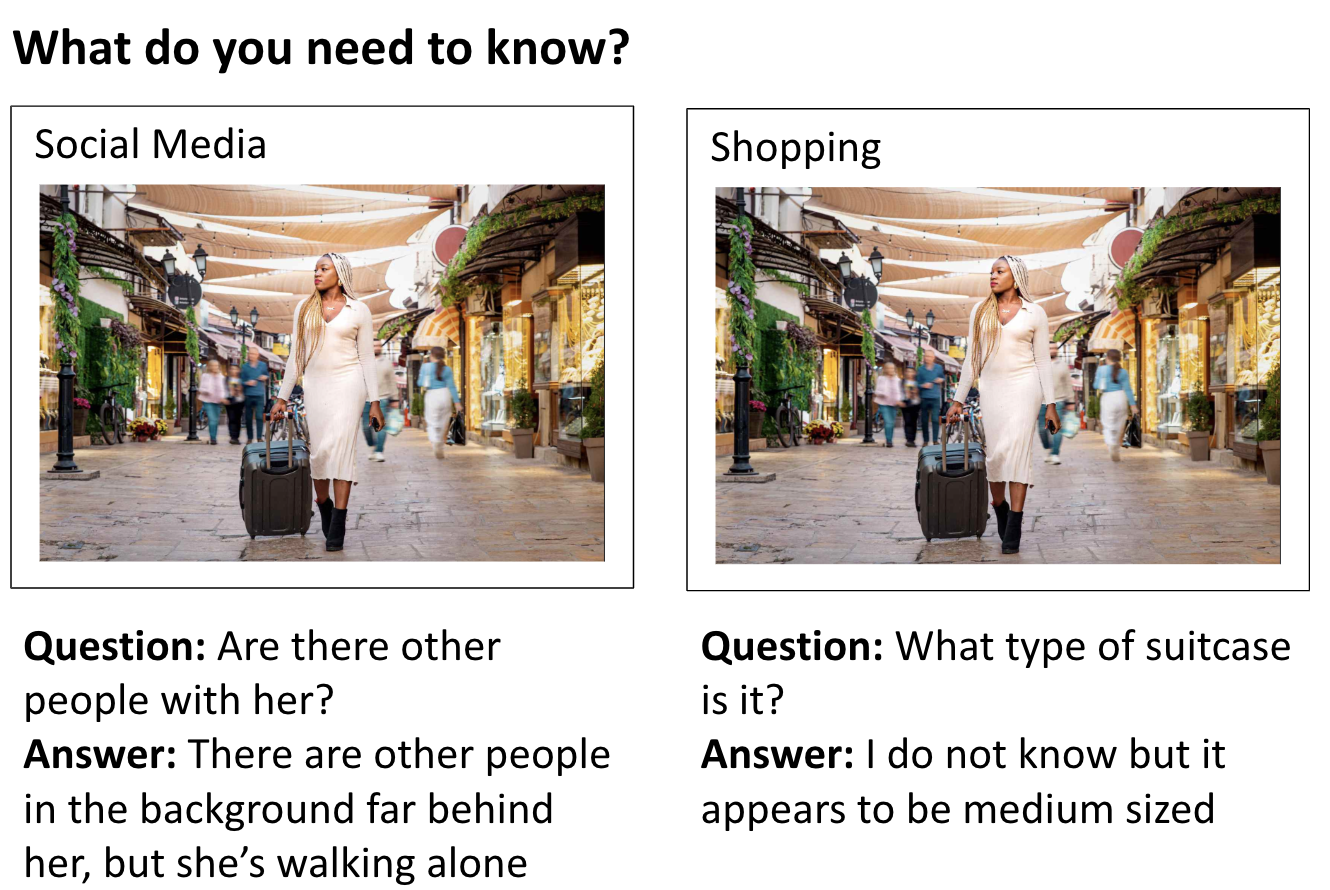 What do you need to know?
Social Media
Question: Are there other
people with her?
Answer: There are other people
in the background far behind
her, but she’s walking alone
Shopping
Question: What type of suitcase
is it?
Answer: I do not know but it
appears to be medium sized